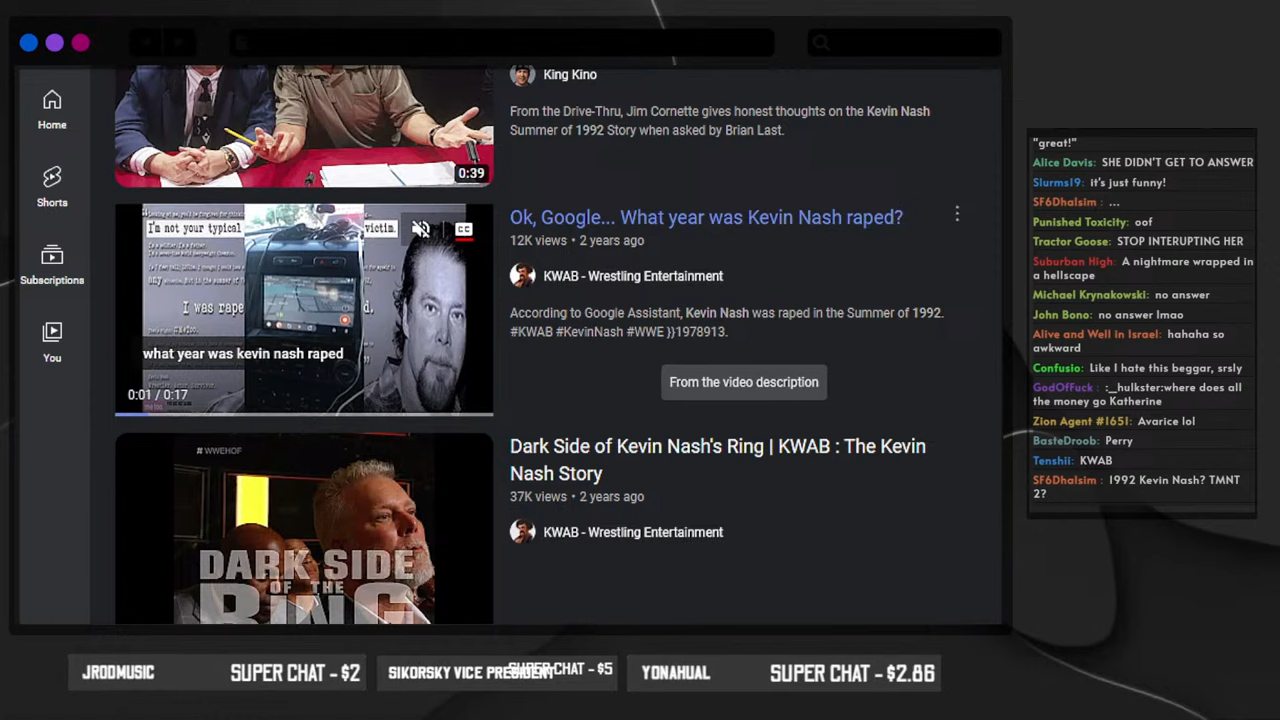 Home
Shorts
Subscriptions
You
0:39
King Kino
From the Drive-Thru, Jim Cornette gives honest thoughts on the Kevin Nash
Summer of 1992 Story when asked by Brian Last.
I'm not your typical
victim.
CC
any
I was rape
d.
what year was kevin nash raped
0:01 / 0:17
Ok, Google... What year was Kevin Nash raped?
12K views • 2 years ago
KWAB - Wrestling Entertainment
According to Google Assistant, Kevin Nash was raped in the Summer of 1992.
#KWAB #KevinNash #WWE }}1978913.
From the video description
# WWEHOF
DARK SIDE
OF THE
RING
Dark Side of Kevin Nash's Ring | KWAB : The Kevin
Nash Story
37K views • 2 years ago
KWAB - Wrestling Entertainment
"great!"
Alice Davis: SHE DIDN'T GET TO ANSWER
Slurms19: it's just funny!
SF6Dhalsim : ...
Punished Toxicity: oof
Tractor Goose: STOP INTERUPTING HER
Suburban High: A nightmare wrapped in
a hellscape
Michael Krynakowski: no answer
John Bono: no answer lmao
Alive and Well in Israel: hahaha so
awkward
Confusio: Like I hate this beggar, srsly
GodOfFuck : :_hulkster:where does all
the money go Katherine
Zion Agent #1651: Avarice lol
BasteDroob: Perry
Tenshii: KWAB
SF6Dhalsim : 1992 Kevin Nash? TMNT
2?
JRODMUSIC SUPER CHAT - $2
SIKORSKY VICE PRESIDENT SUPER CHAT - $5
YONAHUAL SUPER CHAT - $2.86